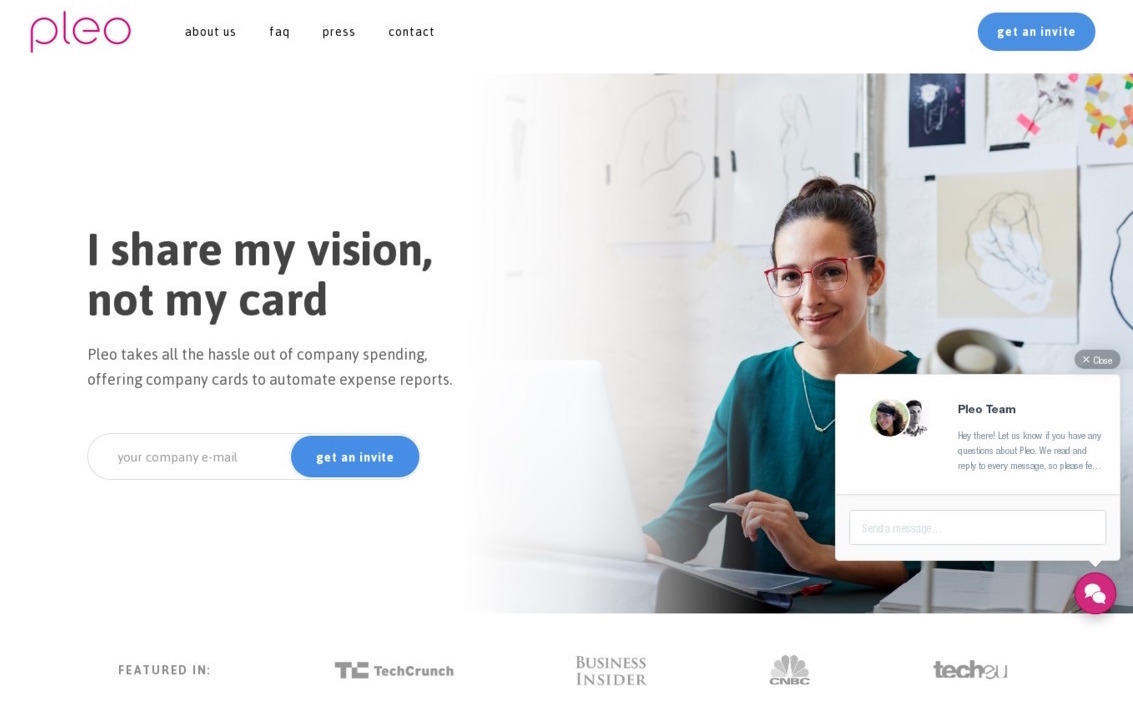 pleo
about us
faq
press
contact
get an invite
I share my vision,
not my card
Pleo takes all the hassle out of company spending,
offering company cards to automate expense reports.
your company e-mail
get an invite
× Close
Pleo Team
Hey there! Let us know if you have any
questions about Pleo. We read and
reply to every message, so please fe...
Send a message...
FEATURED IN:
TC TechCrunch
BUSINESS
INSIDER
CNBC
techeu